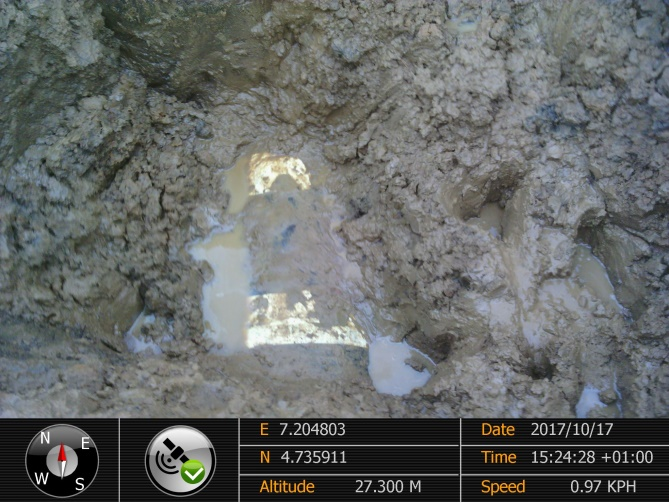 N
E
W
S
E 7.204803
N 4.735911
Altitude 27.300 M
Date 2017/10/17
Time 15:24:28 +01:00
Speed 0.97 KPH